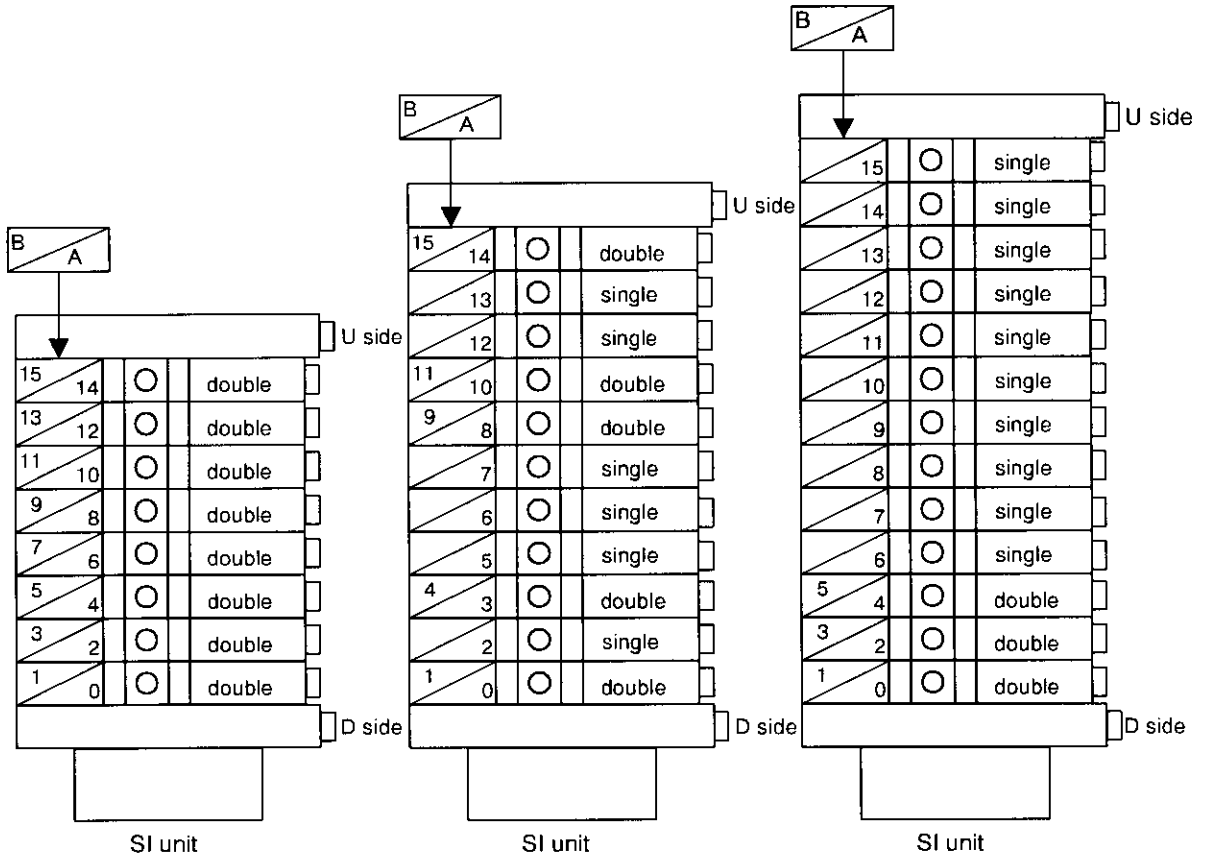 B A
U side
15 14 double
13 12 double
11 10 double
9 8 double
7 6 double
5 4 double
3 2 double
1 0 double
D side
SI unit
B A
U side
15 14 double
13 single
12 single
11 10 double
9 8 double
7 single
6 single
5 single
4 3 double
2 single
1 0 double
D side
SI unit
B A
U side
15 single
14 single
13 single
12 single
11 single
10 single
9 single
8 single
7 single
6 single
5 4 double
3 2 double
1 0 double
D side
SI unit